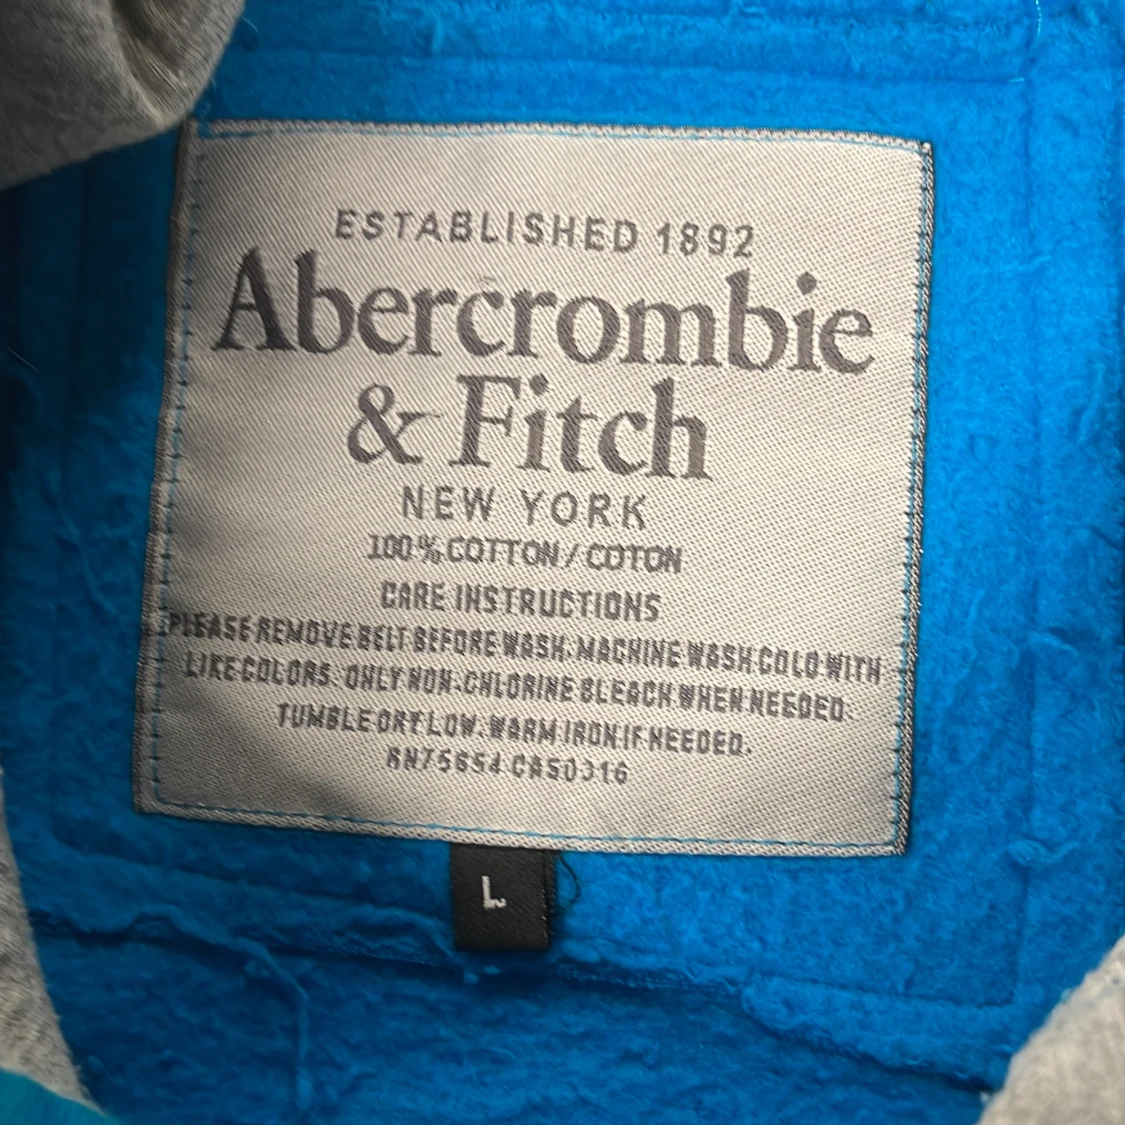 ESTABLISHED 1892
Abercrombie
& Fitch
NEW YORK
100% COTTON / COTON
CARE INSTRUCTIONS
PLEASE REMOVE BELT BEFORE WASH. MACHINE WASH COLD WITH
LIKE COLORS. ONLY NON-CHLORINE BLEACH WHEN NEEDED.
TUMBLE DRY LOW. WARM IRON IF NEEDED.
RN75654 CA50316
L